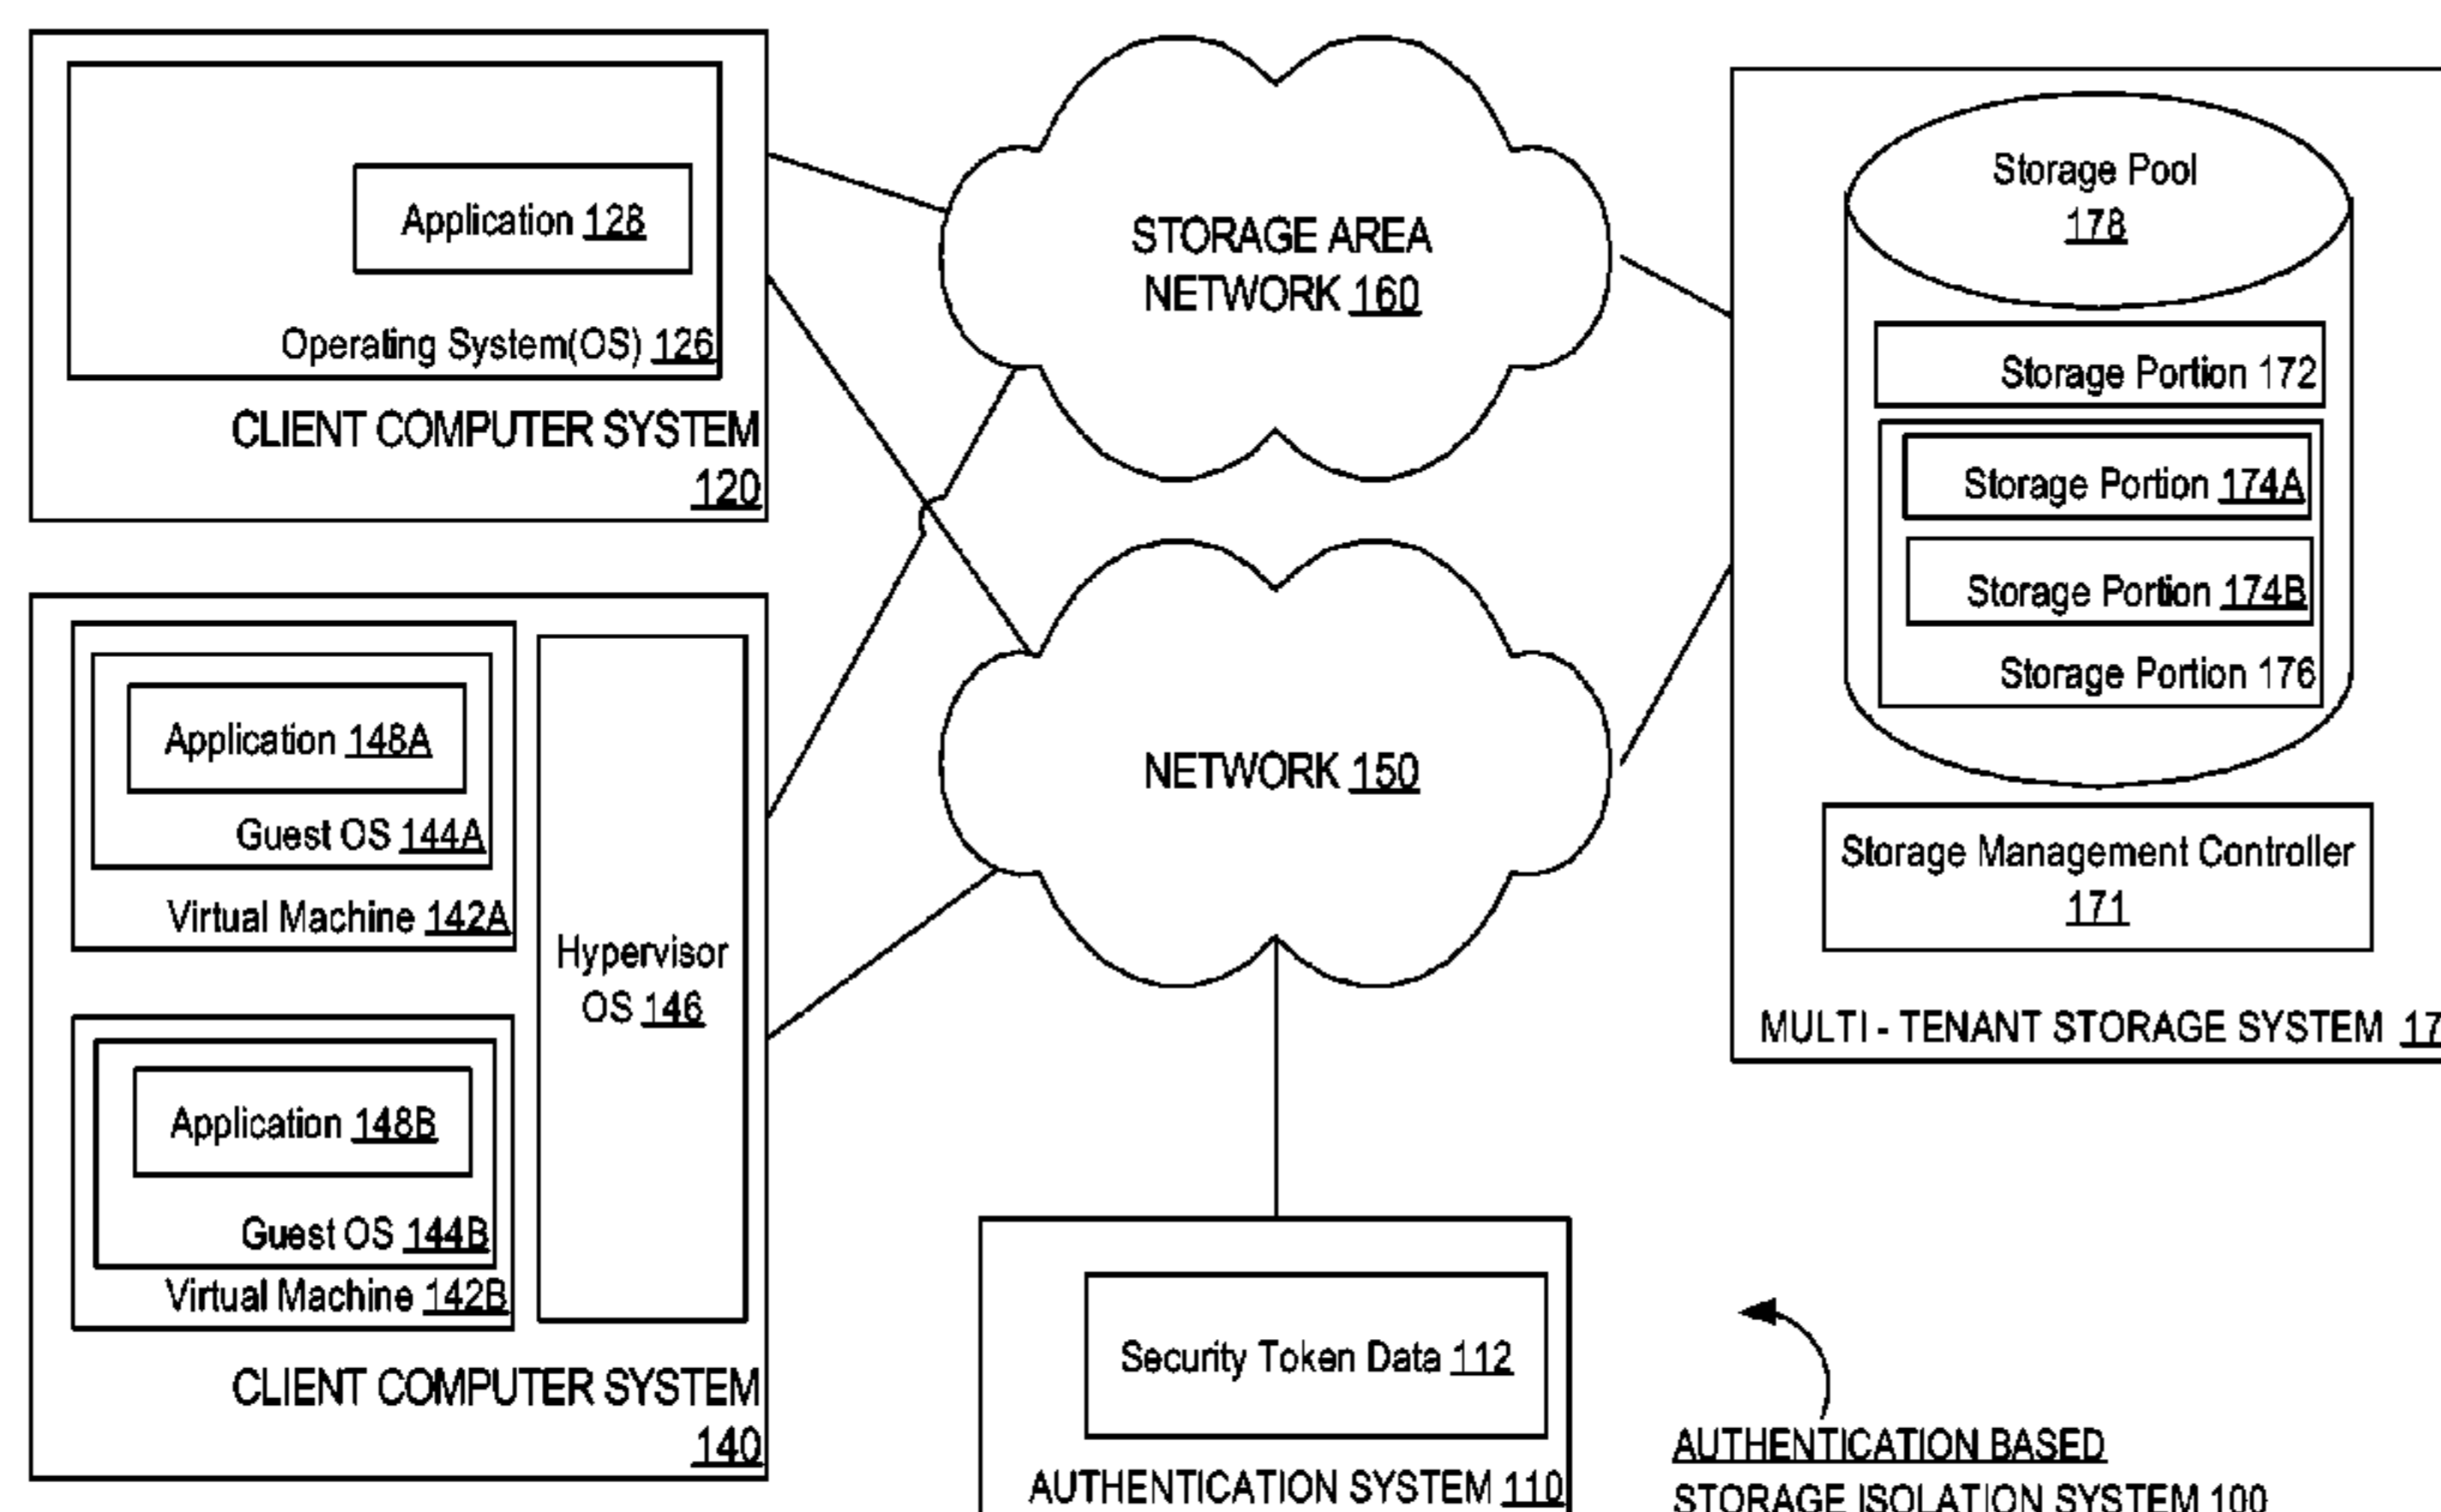 Application 128
Operating System(OS) 126
CLIENT COMPUTER SYSTEM
120
STORAGE AREA
NETWORK 160
Storage Pool
178
Storage Portion 172
Storage Portion 174A
Storage Portion 174B
Storage Portion 176
Storage Management Controller
171
MULTI - TENANT STORAGE SYSTEM 17
Application 148A
Guest OS 144A
Virtual Machine 142A
Hypervisor
OS 146
Application 148B
Guest OS 144B
Virtual Machine 142B
CLIENT COMPUTER SYSTEM
140
NETWORK 150
Security Token Data 112
AUTHENTICATION SYSTEM 110
AUTHENTICATION BASED
STORAGE ISOLATION SYSTEM 100